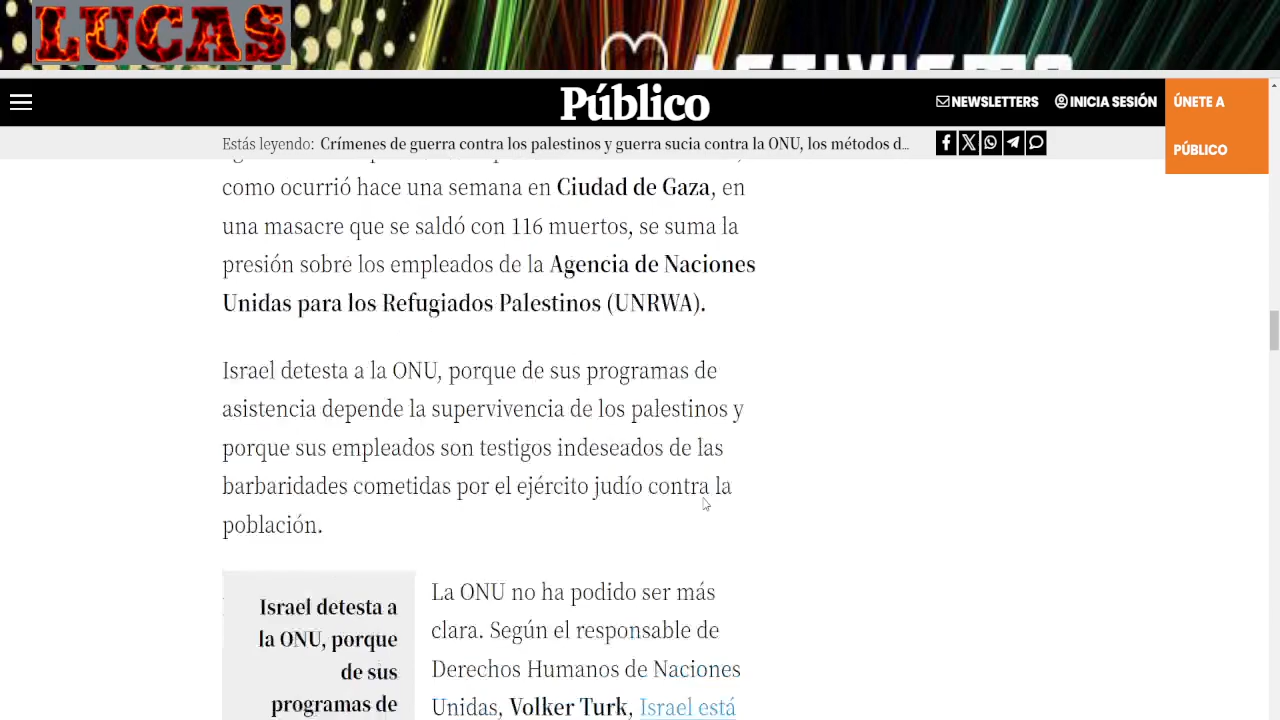 LUCAS
ACTIVISMO
Público
NEWSLETTERS
INICIA SESIÓN
ÚNETE A
PÚBLICO
Estás leyendo: Crímenes de guerra contra los palestinos y guerra sucia contra la ONU, los métodos d...
como ocurrió hace una semana en Ciudad de Gaza, en
una masacre que se saldó con 116 muertos, se suma la
presión sobre los empleados de la Agencia de Naciones
Unidas para los Refugiados Palestinos (UNRWA).
Israel detesta a la ONU, porque de sus programas de
asistencia depende la supervivencia de los palestinos y
porque sus empleados son testigos indeseados de las
barbaridades cometidas por el ejército judío contra la
población.
Israel detesta a
la ONU, porque
de sus
programas de
La ONU no ha podido ser más
clara. Según el responsable de
Derechos Humanos de Naciones
Unidas, Volker Turk, Israel está